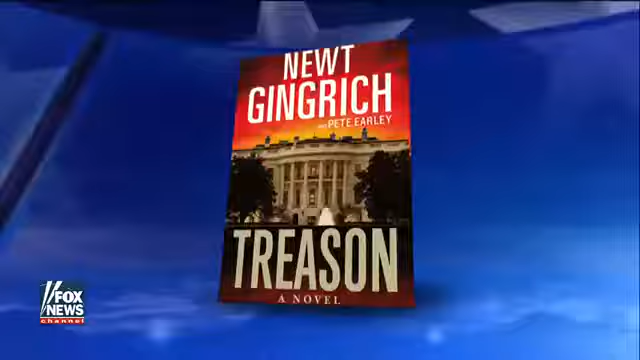 NEWT
GINGRICH
AND PETE EARLEY
TREASON
A NOVEL
FOX
NEWS
channel